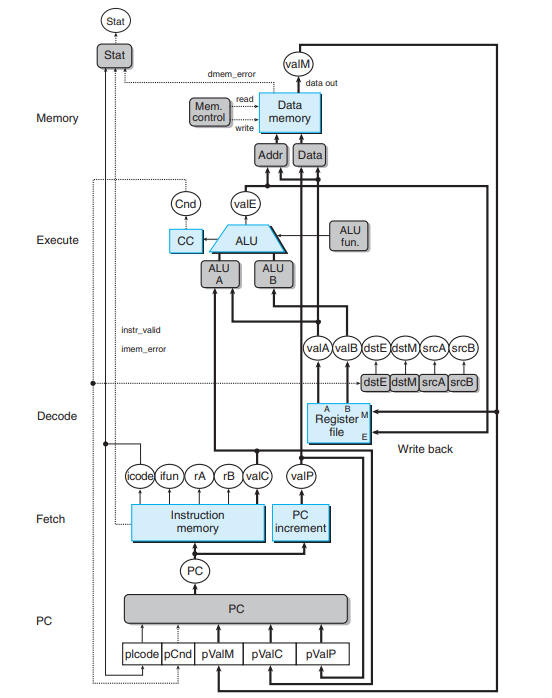 Stat
Stat
valM
dmem_error
data out
Memory
Mem.
control
read
write
Data
memory
Addr
Data
Cnd
valE
Execute
CC
ALU
ALU
fun.
ALU
A
ALU
B
instr_valid
imem_error
valA
valB
dstE
dstM
srcA
srcB
dstE
dstM
srcA
srcB
Decode
A
B
M
Register
file
E
Write back
icode
ifun
rA
rB
valC
valP
Fetch
Instruction
memory
PC
increment
PC
PC
PC
pIcode
pCnd
pValM
pValC
pValP